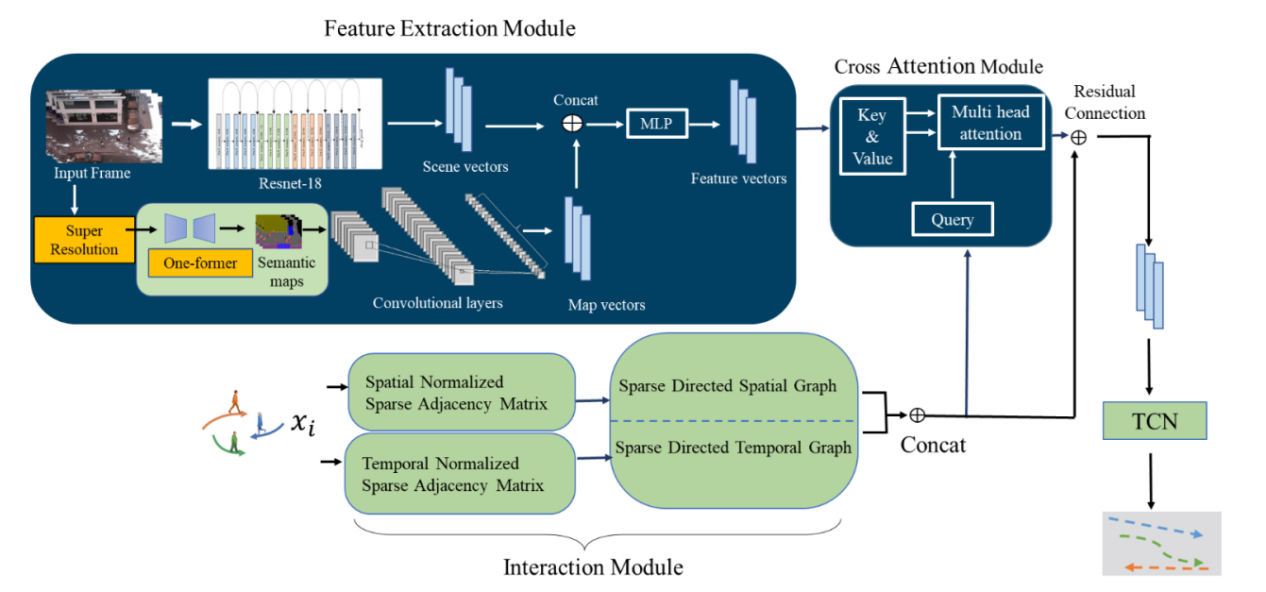 Feature Extraction Module
Cross Attention Module
Residual
Connection
Input Frame
Resnet-18
Scene vectors
Concat
MLP
Feature vectors
Key
&
Value
Multi head
attention
Query
Super
Resolution
One-former
Semantic
maps
Convolutional layers
Map vectors
Spatial Normalized
Sparse Adjacency Matrix
Sparse Directed Spatial Graph
xᵢ
Temporal Normalized
Sparse Adjacency Matrix
Sparse Directed Temporal Graph
Concat
TCN
Interaction Module